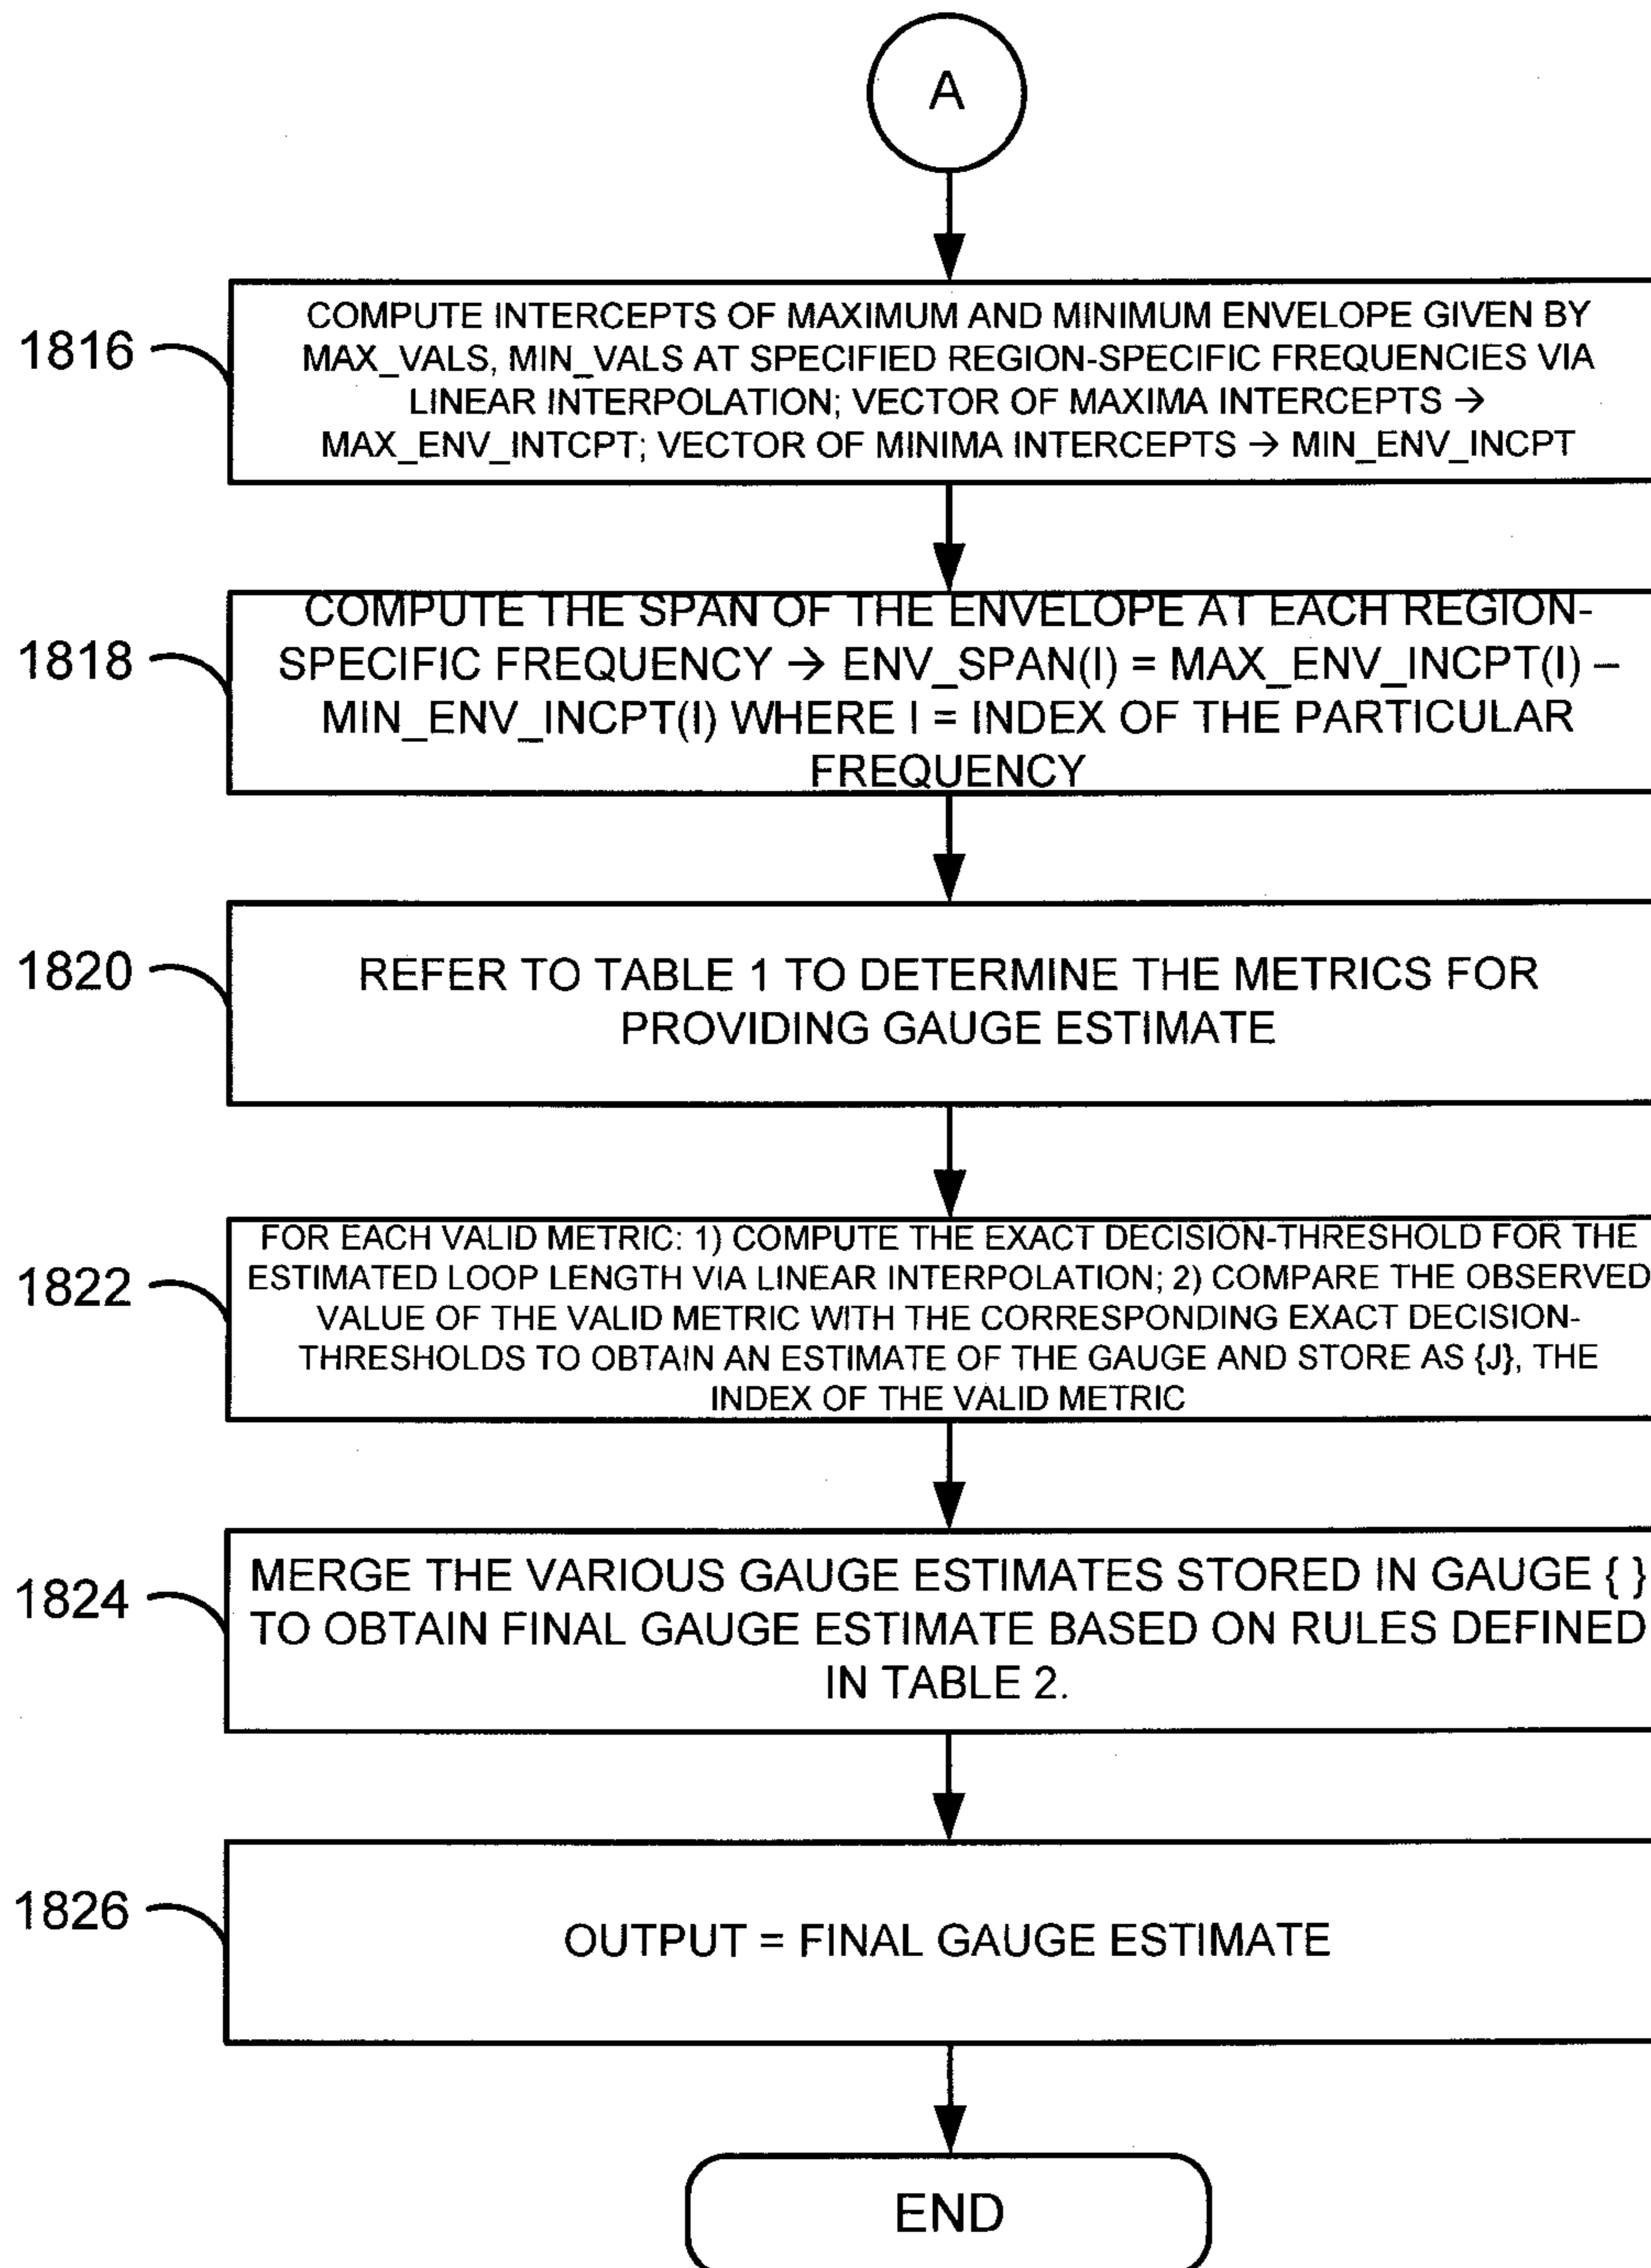 A
1816
COMPUTE INTERCEPTS OF MAXIMUM AND MINIMUM ENVELOPE GIVEN BY
MAX_VALS, MIN_VALS AT SPECIFIED REGION-SPECIFIC FREQUENCIES VIA
LINEAR INTERPOLATION; VECTOR OF MAXIMA INTERCEPTS →
MAX_ENV_INTCPT; VECTOR OF MINIMA INTERCEPTS → MIN_ENV_INCPT
1818
COMPUTE THE SPAN OF THE ENVELOPE AT EACH REGION-
SPECIFIC FREQUENCY → ENV_SPAN(I) = MAX_ENV_INCPT(I) –
MIN_ENV_INCPT(I) WHERE I = INDEX OF THE PARTICULAR
FREQUENCY
1820
REFER TO TABLE 1 TO DETERMINE THE METRICS FOR
PROVIDING GAUGE ESTIMATE
1822
FOR EACH VALID METRIC: 1) COMPUTE THE EXACT DECISION-THRESHOLD FOR THE
ESTIMATED LOOP LENGTH VIA LINEAR INTERPOLATION; 2) COMPARE THE OBSERVED
VALUE OF THE VALID METRIC WITH THE CORRESPONDING EXACT DECISION-
THRESHOLDS TO OBTAIN AN ESTIMATE OF THE GAUGE AND STORE AS {J}, THE
INDEX OF THE VALID METRIC
1824
MERGE THE VARIOUS GAUGE ESTIMATES STORED IN GAUGE { }
TO OBTAIN FINAL GAUGE ESTIMATE BASED ON RULES DEFINED
IN TABLE 2.
1826
OUTPUT = FINAL GAUGE ESTIMATE
END